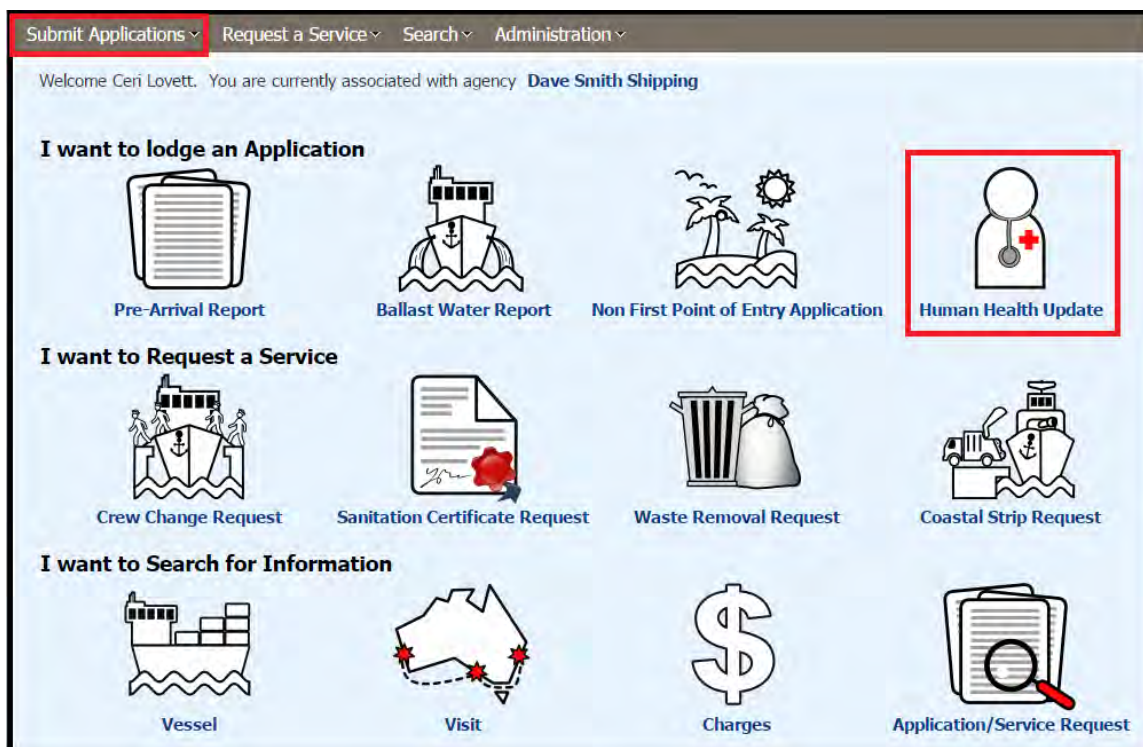 Submit Applications Request a Service Search Administration
Welcome Ceri Lovett. You are currently associated with agency Dave Smith Shipping
I want to lodge an Application
Pre-Arrival Report Ballast Water Report Non First Point of Entry Application Human Health Update
I want to Request a Service
Crew Change Request Sanitation Certificate Request Waste Removal Request Coastal Strip Request
I want to Search for Information
Vessel Visit Charges Application/Service Request